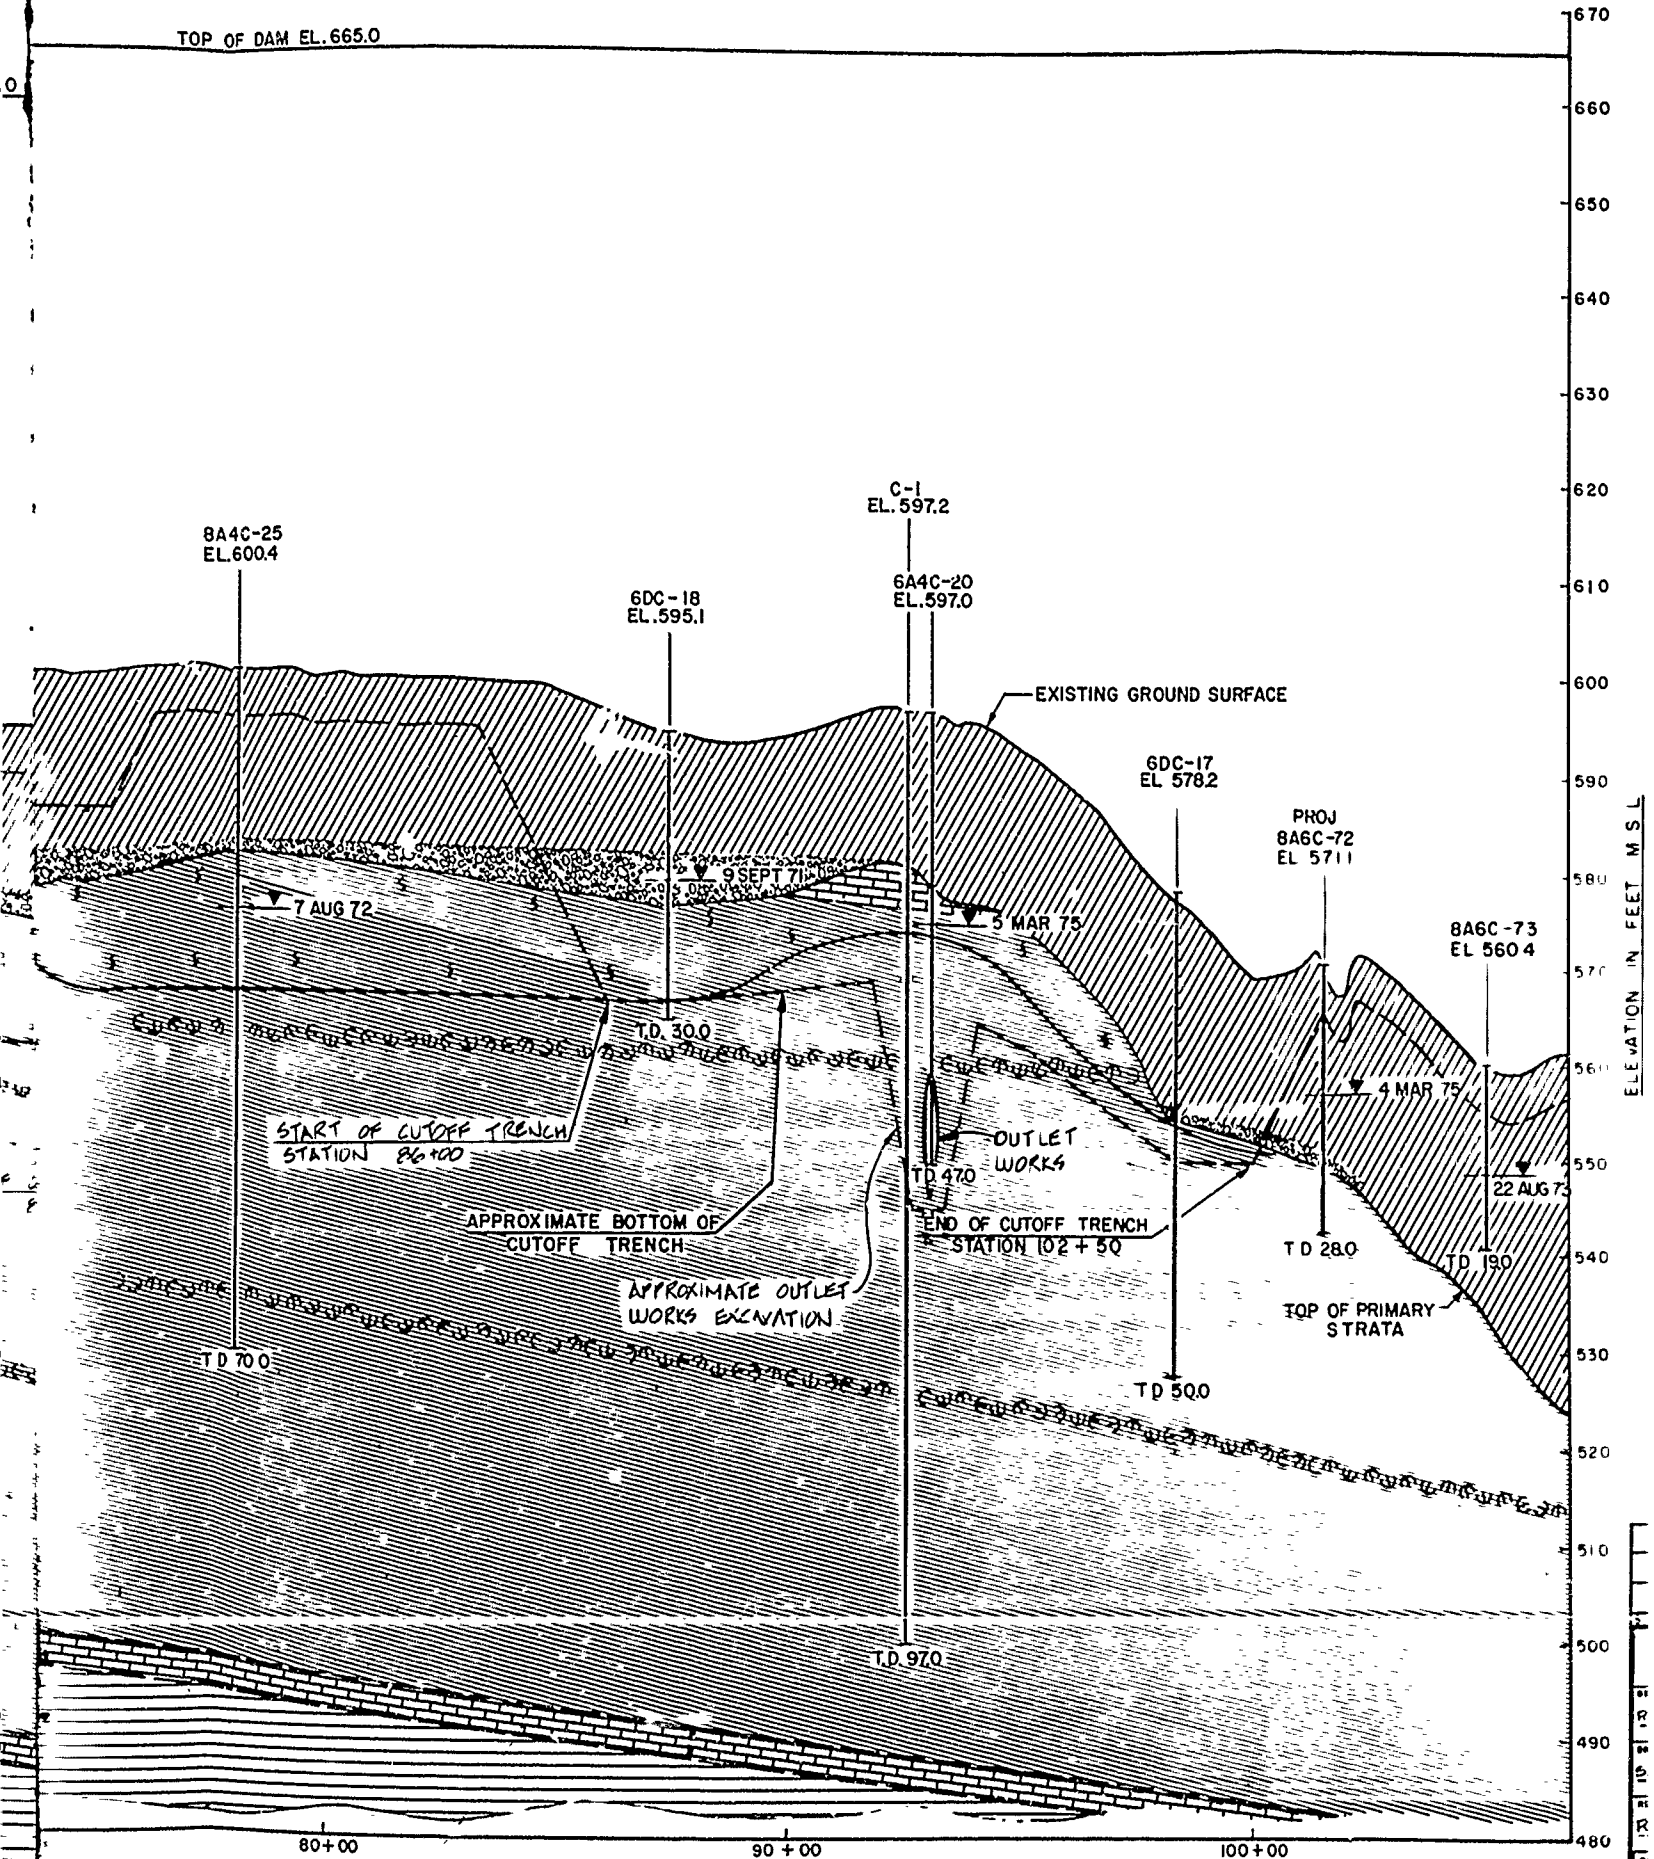 TOP OF DAM EL.665.0
670
660
650
640
630
620
610
600
590
580
570
560
550
540
530
520
510
500
490
480
ELEVATION IN FEET M S L
C-1
EL.597.2
8A4C-25
EL.600.4
6A4C-20
EL.597.0
6DC-18
EL.595.1
EXISTING GROUND SURFACE
6DC-17
EL 578.2
PROJ
8A6C-72
EL 571.1
8A6C-73
EL 560.4
9 SEPT 71
7 AUG 72
5 MAR 75
4 MAR 75
22 AUG 73
T.D. 30.0
START OF CUTOFF TRENCH
STATION 86+00
OUTLET
WORKS
T.D. 47.0
APPROXIMATE BOTTOM OF
CUTOFF TRENCH
END OF CUTOFF TRENCH
STATION 102+50
T D 28.0
T D 19.0
APPROXIMATE OUTLET
WORKS EXCAVATION
TOP OF PRIMARY
STRATA
T D 70 0
T D 50.0
T.D. 97.0
80+00
90+00
100+00